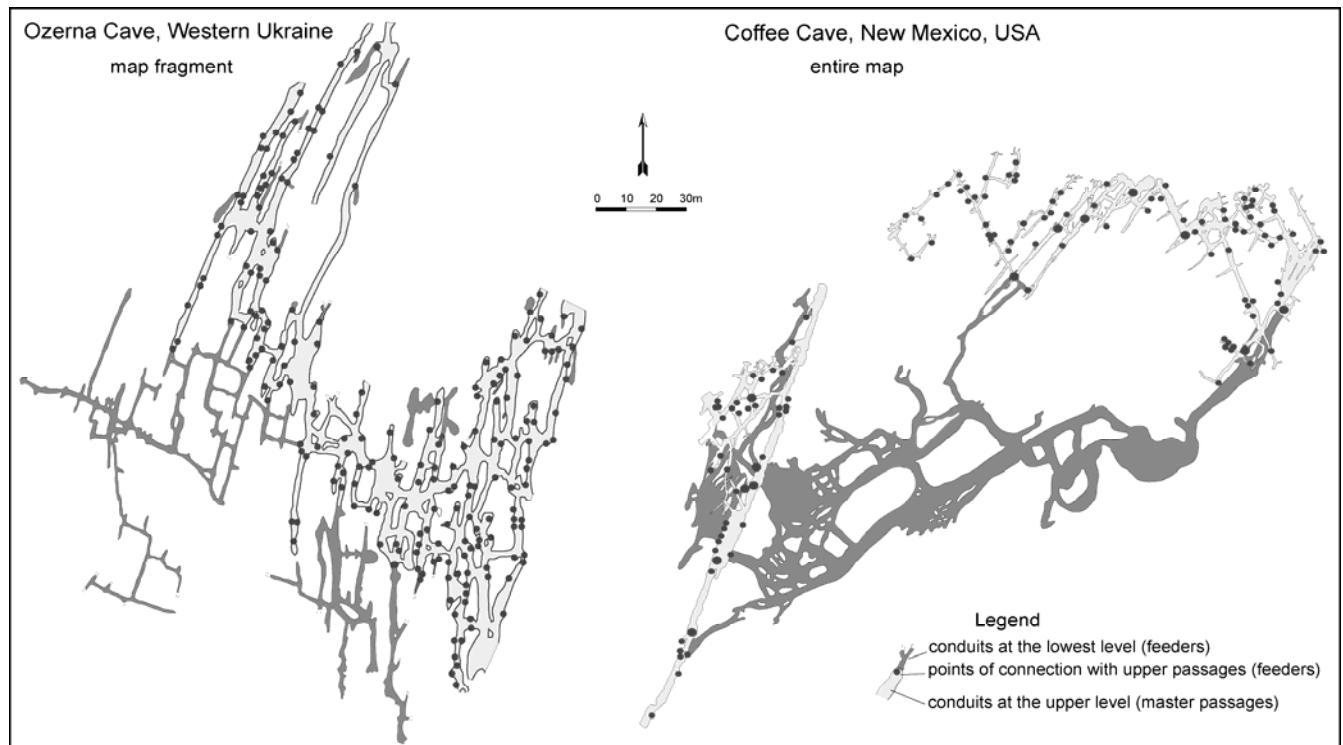 Ozerna Cave, Western Ukraine
map fragment
Coffee Cave, New Mexico, USA
entire map
0 10 20 30m
Legend
conduits at the lowest level (feeders)
points of connection with upper passages (feeders)
conduits at the upper level (master passages)